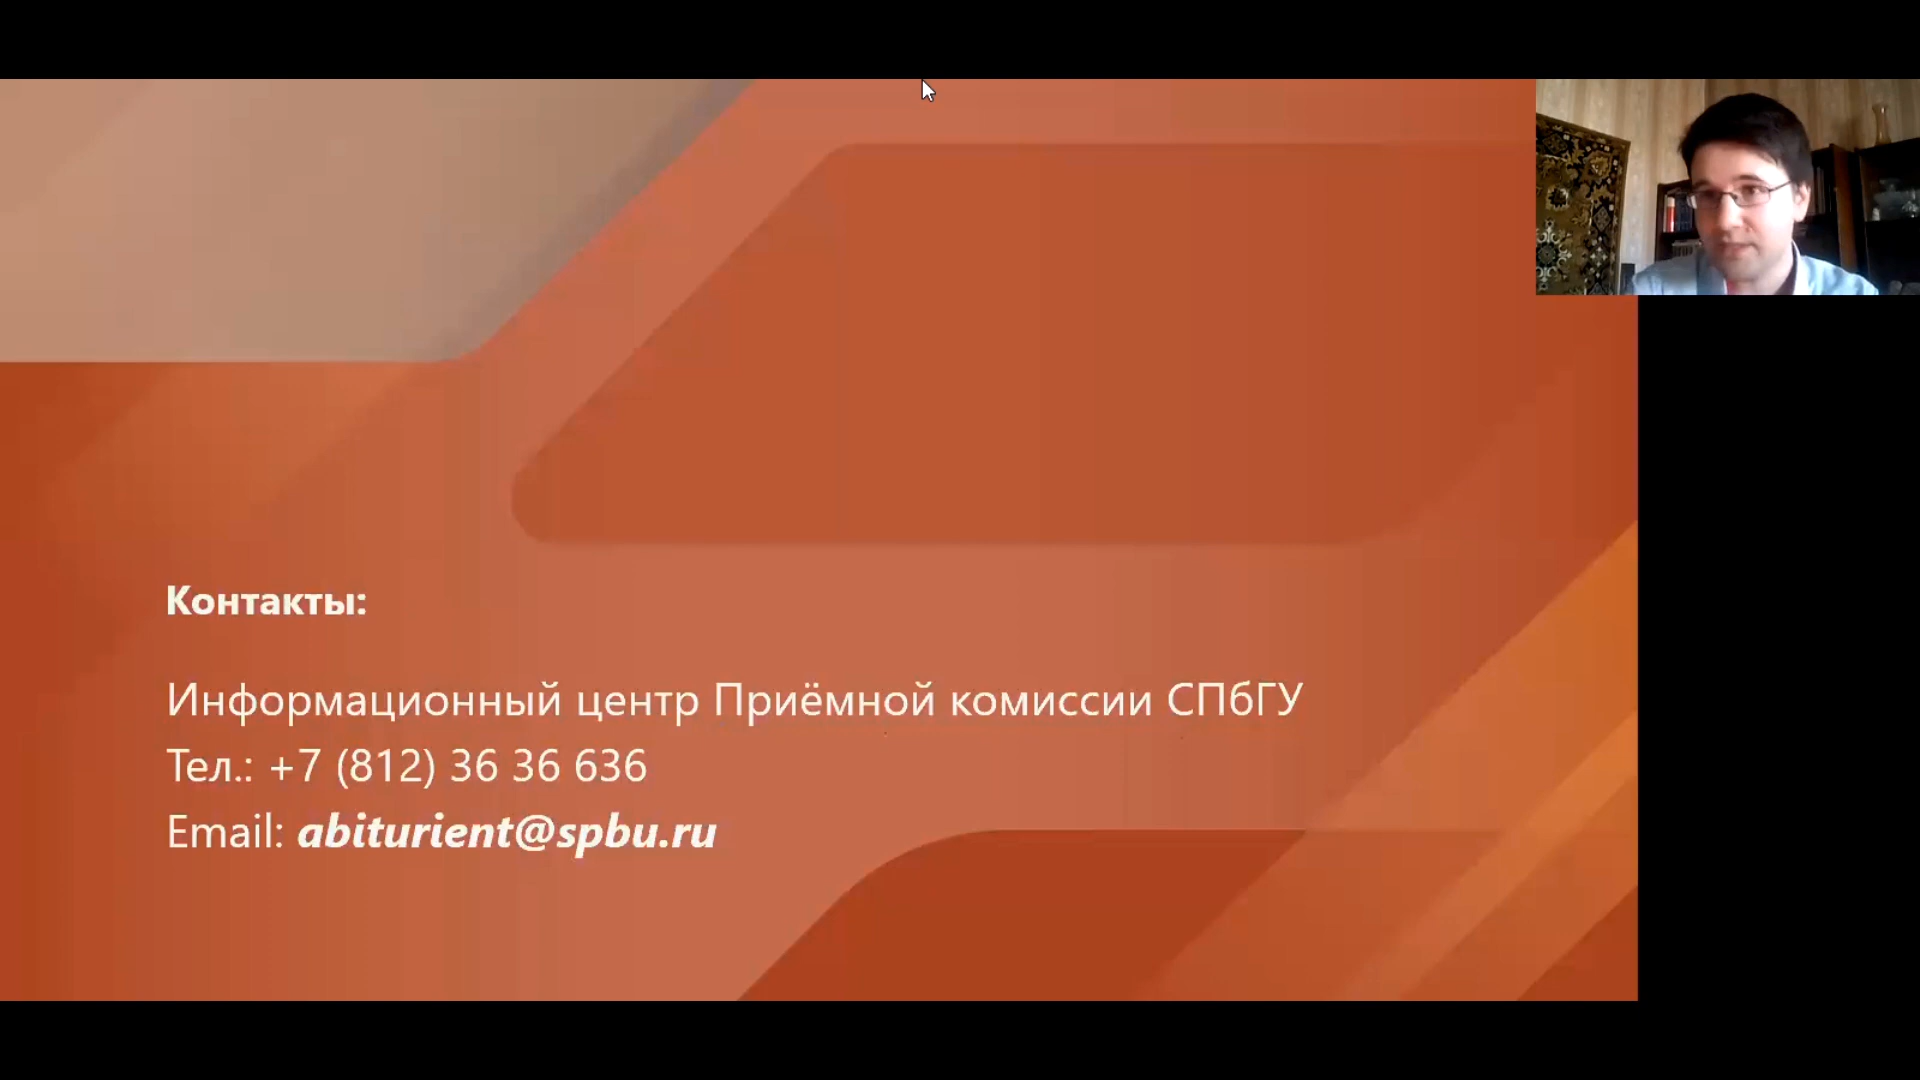 Контакты:
Информационный центр Приёмной комиссии СПбГУ
Тел.: +7 (812) 36 36 636
Email: abiturient@spbu.ru